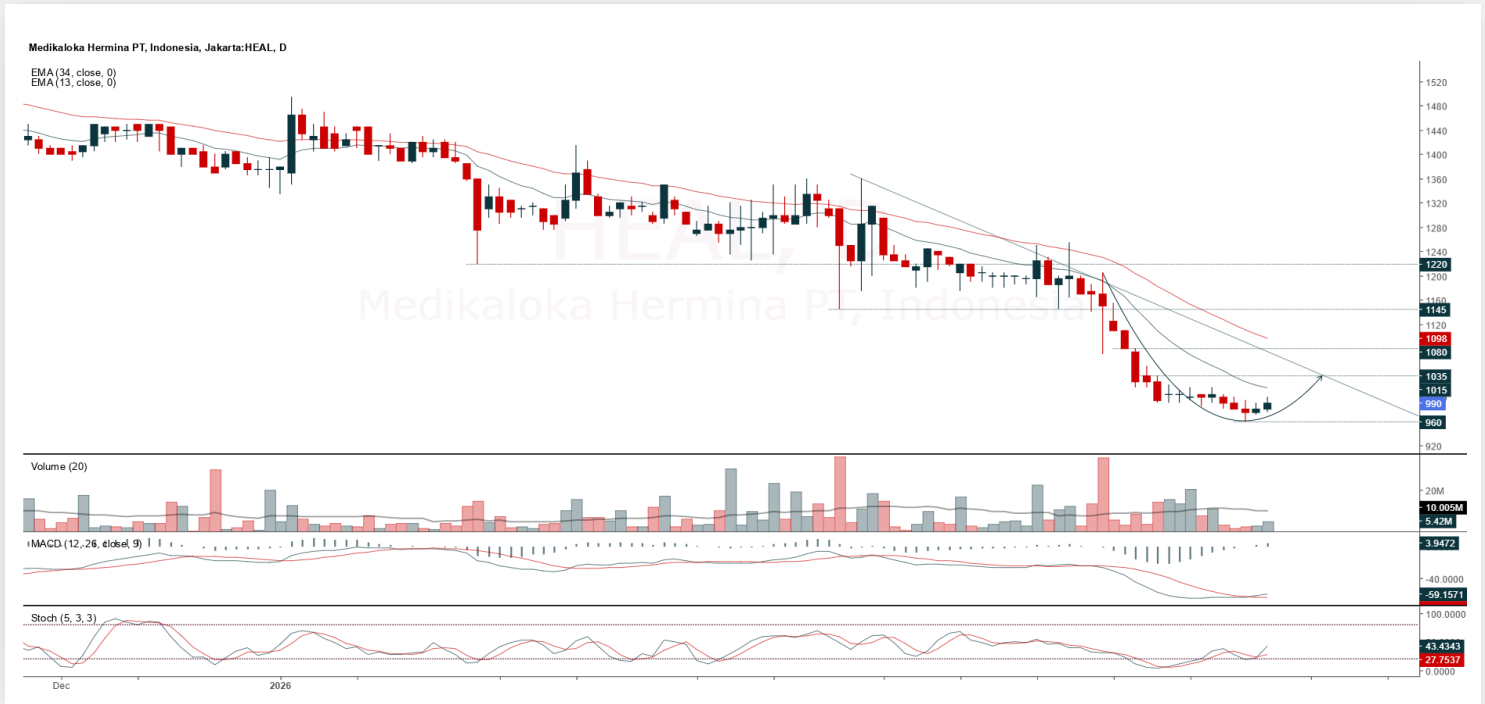 Medikaloka Hermina PT, Indonesia, Jakarta:HEAL, D
EMA (34, close, 0)
EMA (13, close, 0)
HEAL, D
Medikaloka Hermina PT, Indonesia
1520
1480
1440
1400
1360
1320
1280
1240
1220
1200
1160
1145
1120
1098
1080
1035
1015
990
960
920
Volume (20)
20M
10.005M
5.42M
MACD (12, 26, close, 9)
3.9472
-40.0000
-59.1571
Stoch (5, 3, 3)
100.0000
43.4343
27.7537
0.0000
Dec
2026